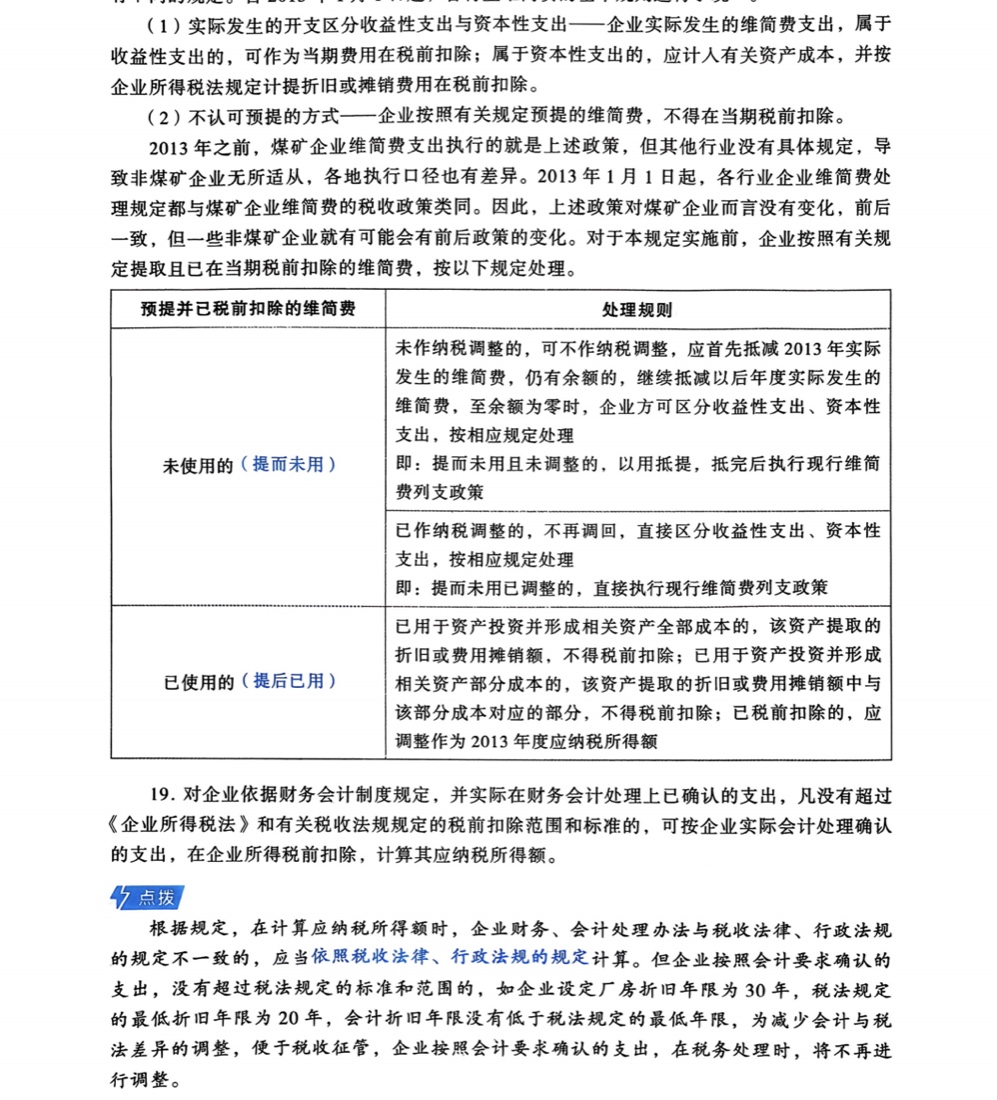 （1）实际发生的开支区分收益性支出与资本性支出——企业实际发生的维简费支出，属于
收益性支出的，可作为当期费用在税前扣除；属于资本性支出的，应计人有关资产成本，并按
企业所得税法规定计提折旧或摊销费用在税前扣除。
（2）不认可预提的方式——企业按照有关规定预提的维简费，不得在当期税前扣除。
2013 年之前，煤矿企业维简费支出执行的就是上述政策，但其他行业没有具体规定，导
致非煤矿企业无所适从，各地执行口径也有差异。2013 年 1 月 1 日起，各行业企业维简费处
理规定都与煤矿企业维简费的税收政策类同。因此，上述政策对煤矿企业而言没有变化，前后
一致，但一些非煤矿企业就有可能会有前后政策的变化。对于本规定实施前，企业按照有关规
定提取且已在当期税前扣除的维简费，按以下规定处理。
预提并已税前扣除的维简费
处理规则
未使用的（提而未用）
未作纳税调整的，可不作纳税调整，应首先抵减 2013 年实际
发生的维简费，仍有余额的，继续抵减以后年度实际发生的
维简费，至余额为零时，企业方可区分收益性支出、资本性
支出，按相应规定处理
即：提而未用且未调整的，以用抵提，抵完后执行现行维简
费列支政策
已作纳税调整的，不再调回，直接区分收益性支出、资本性
支出，按相应规定处理
即：提而未用已调整的，直接执行现行维简费列支政策
已使用的（提后已用）
已用于资产投资并形成相关资产全部成本的，该资产提取的
折旧或费用摊销额，不得税前扣除；已用于资产投资并形成
相关资产部分成本的，该资产提取的折旧或费用摊销额中与
该部分成本对应的部分，不得税前扣除；已税前扣除的，应
调整作为 2013 年度应纳税所得额
19. 对企业依据财务会计制度规定，并实际在财务会计处理上已确认的支出，凡没有超过
《企业所得税法》和有关税收法规规定的税前扣除范围和标准的，可按企业实际会计处理确认
的支出，在企业所得税前扣除，计算其应纳税所得额。
点拨
根据规定，在计算应纳税所得额时，企业财务、会计处理办法与税收法律、行政法规
的规定不一致的，应当依照税收法律、行政法规的规定计算。但企业按照会计要求确认的
支出，没有超过税法规定的标准和范围的，如企业设定厂房折旧年限为 30 年，税法规定
的最低折旧年限为 20 年，会计折旧年限没有低于税法规定的最低年限，为减少会计与税
法差异的调整，便于税收征管，企业按照会计要求确认的支出，在税务处理时，将不再进
行调整。